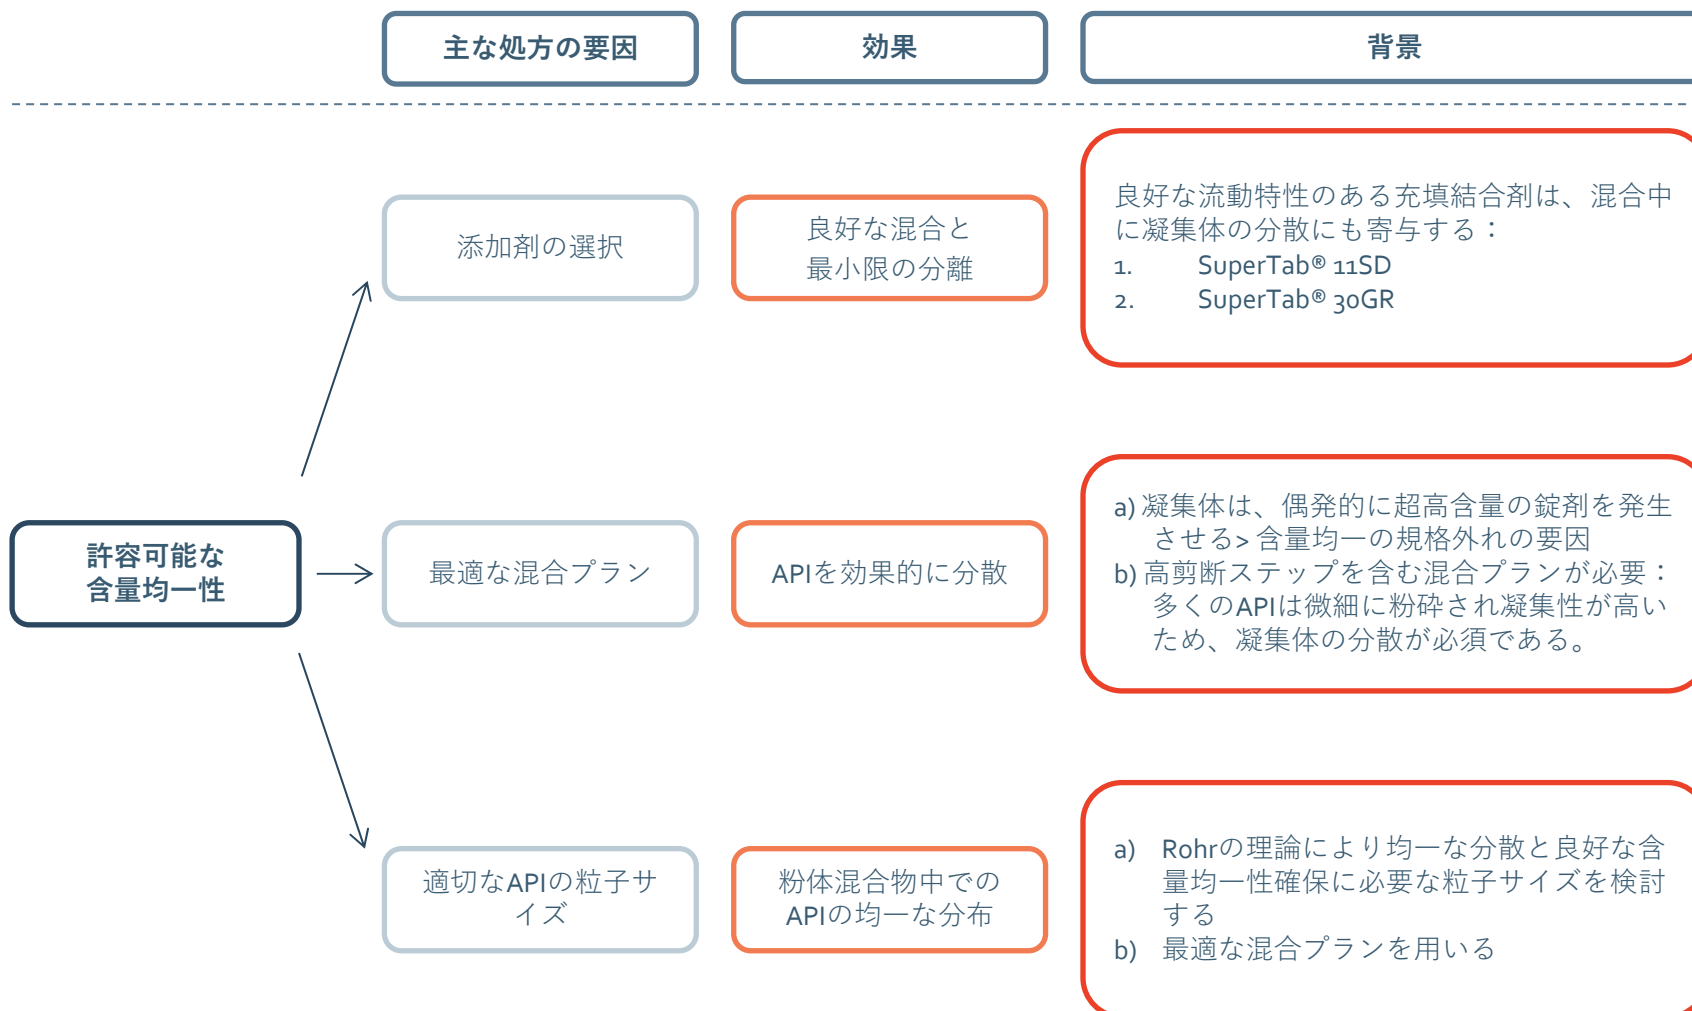 主な処方の要因
効果
背景
添加剤の選択
良好な混合と
最小限の分離
良好な流動特性のある充填結合剤は、混合中
に凝集体の分散にも寄与する：
1. SuperTab® 11SD
2. SuperTab® 30GR
許容可能な
含量均一性
最適な混合プラン
APIを効果的に分散
a) 凝集体は、偶発的に超高含量の錠剤を発生
させる> 含量均一の規格外れの要因
b) 高剪断ステップを含む混合プランが必要：
多くのAPIは微細に粉砕され凝集性が高い
ため、凝集体の分散が必須である。
適切なAPIの粒子サ
イズ
粉体混合物中での
APIの均一な分布
a) Rohrの理論により均一な分散と良好な含
量均一性確保に必要な粒子サイズを検討
する
b) 最適な混合プランを用いる